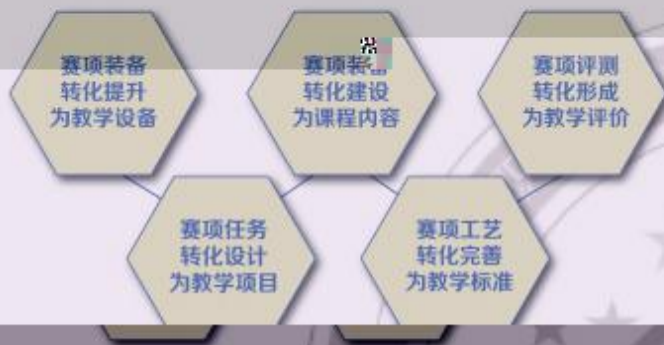 赛项装备
转化提升
为教学设备
赛项装
转化建设
为课程内容
赛项评测
转化形成
为教学评价
赛项任务
转化设计
为教学项目
赛项工艺
转化完善
为教学标准